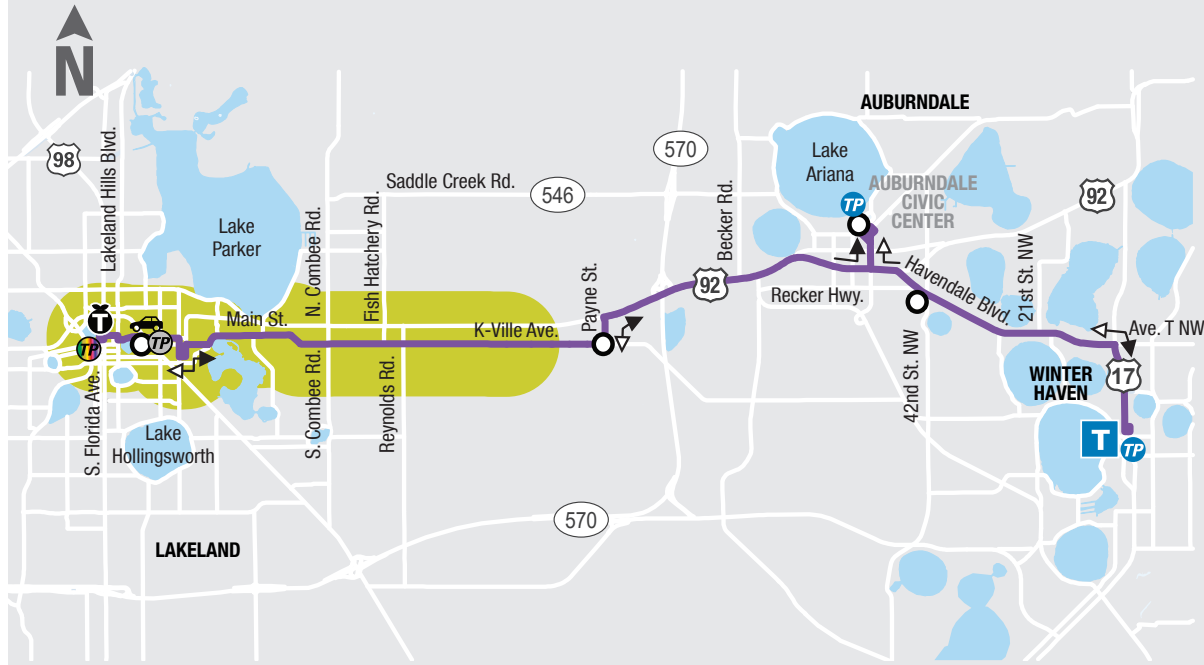 N
AUBURNDALE
Lakeland Hills Blvd.
98
570
Lake
Ariana
Saddle Creek Rd.
546
AUBURNDALE
CIVIC
CENTER
92
TP
Lake
Parker
N. Combee Rd.
Fish Hatchery Rd.
Becker Rd.
92
Havendale Blvd.
21st St. NW
Recker Hwy.
Payne St.
T
Main St.
K-Ville Ave.
Ave. T NW
TP
TP
42nd St. NW
WINTER
HAVEN
17
S. Florida Ave.
S. Combee Rd.
Reynolds Rd.
Lake
Hollingsworth
T
TP
570
LAKELAND